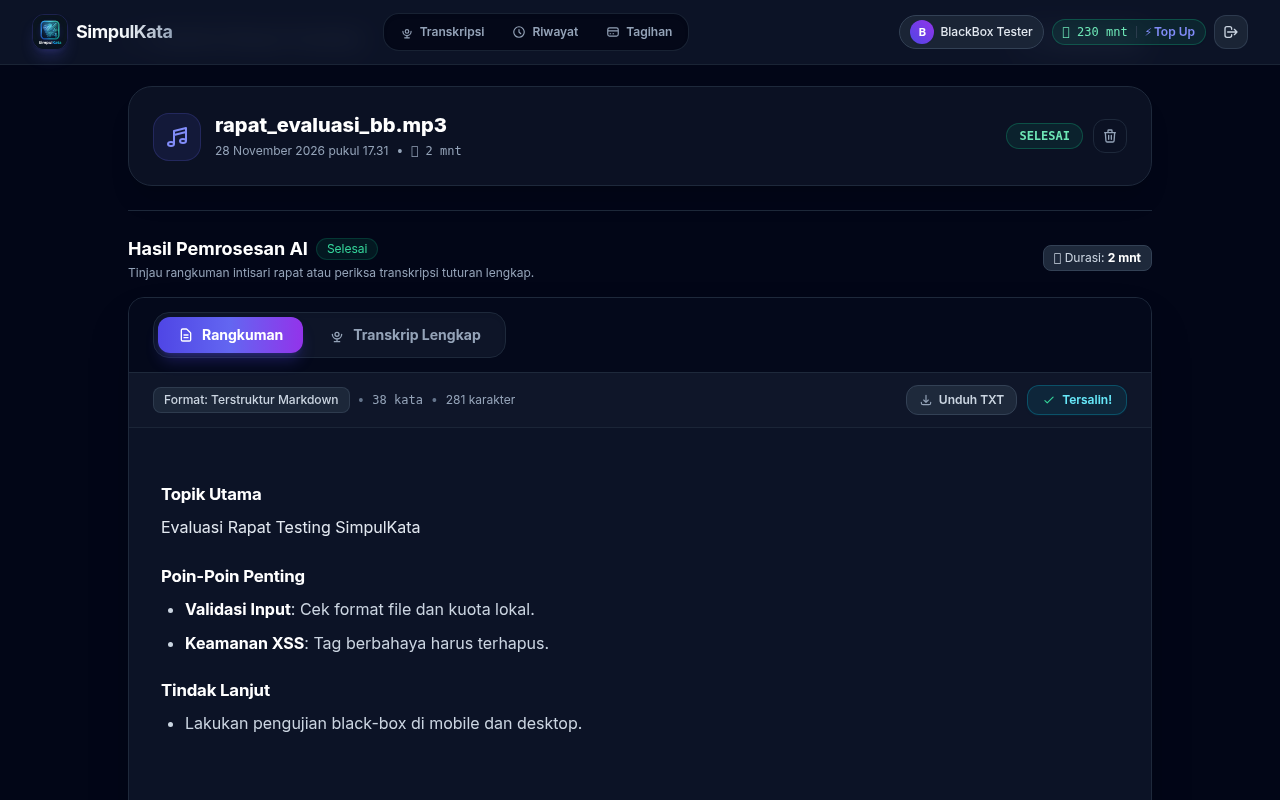 SimpulKata
Transkripsi
Riwayat
Tagihan
B
BlackBox Tester
230 mnt
⚡Top Up
rapat_evaluasi_bb.mp3
28 November 2026 pukul 17.31 • 2 mnt
SELESAI
Hasil Pemrosesan AI
Selesai
Tinjau rangkuman intisari rapat atau periksa transkripsi tuturan lengkap.
Durasi: 2 mnt
Rangkuman
Transkrip Lengkap
Format: Terstruktur Markdown • 38 kata • 281 karakter
Unduh TXT
Tersalin!
Topik Utama
Evaluasi Rapat Testing SimpulKata
Poin-Poin Penting
• Validasi Input: Cek format file dan kuota lokal.
• Keamanan XSS: Tag berbahaya harus terhapus.
Tindak Lanjut
• Lakukan pengujian black-box di mobile dan desktop.